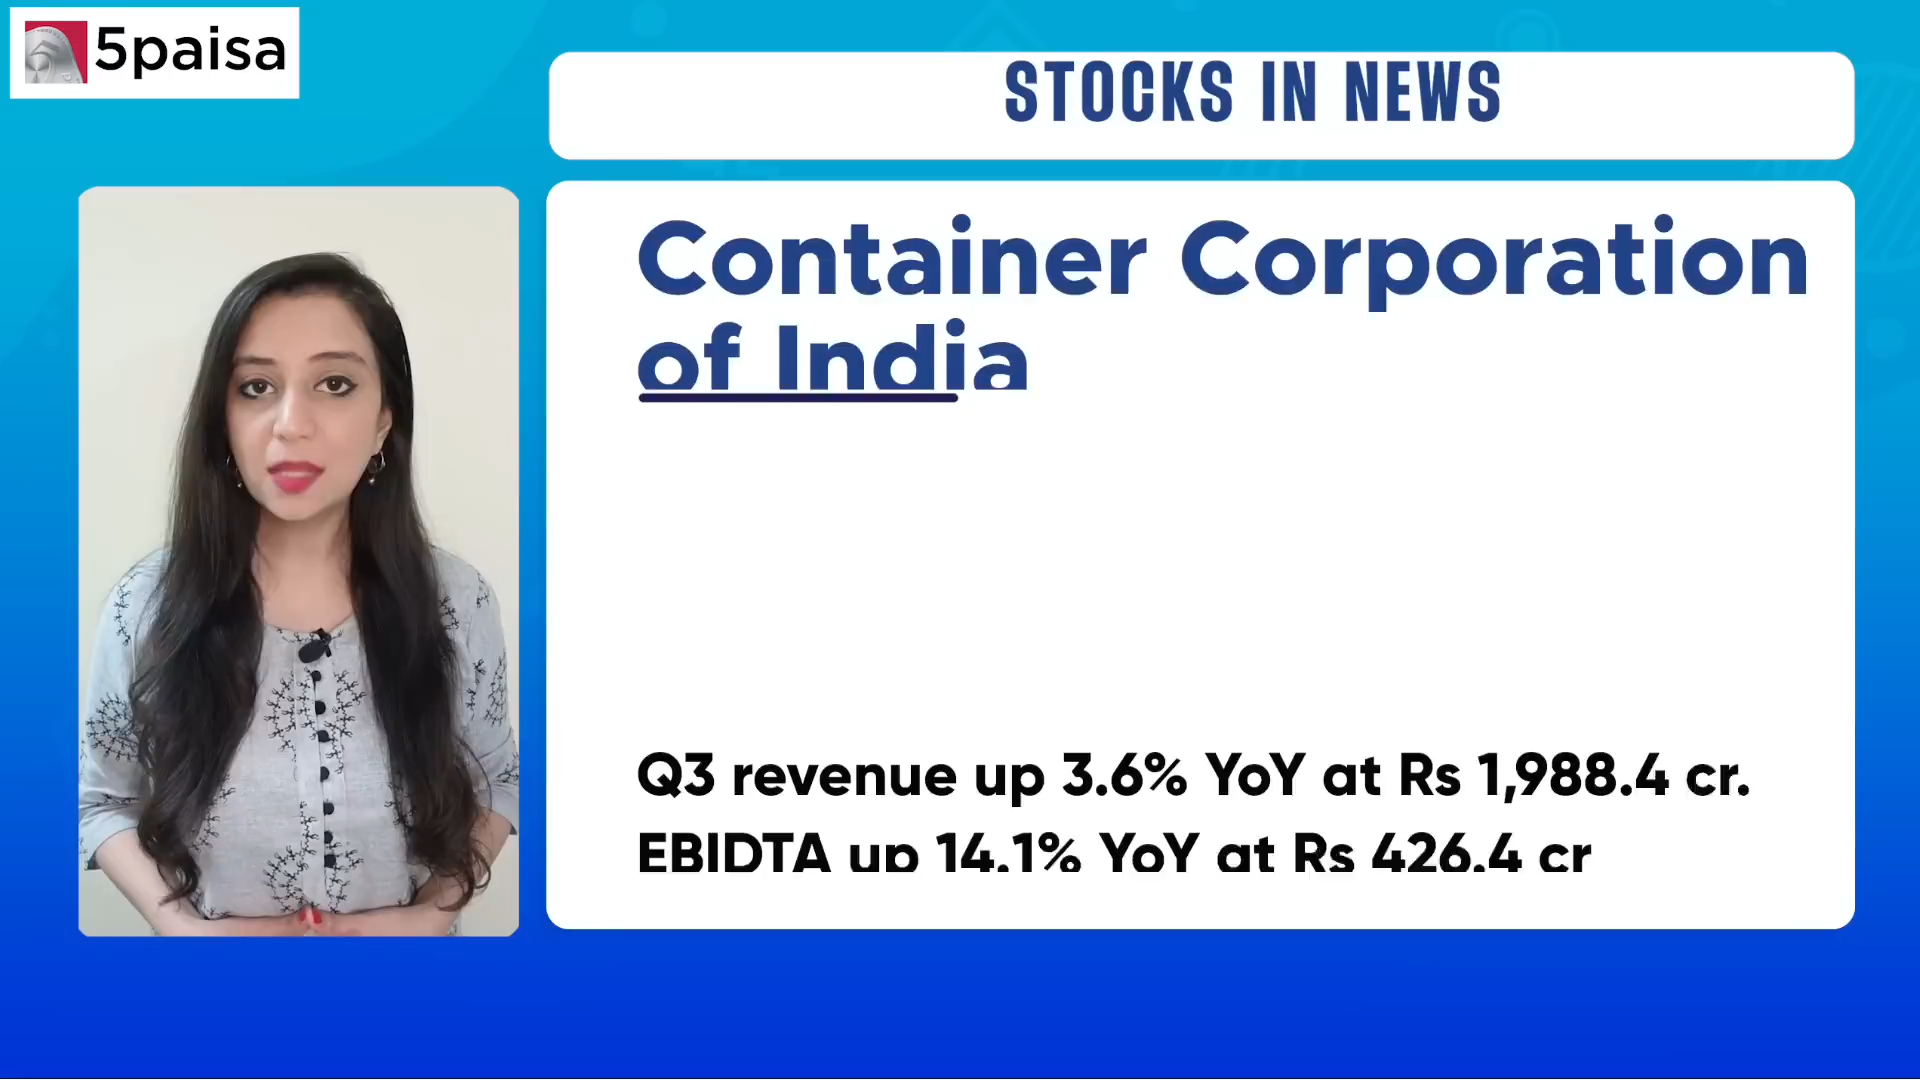 5paisa
STOCKS IN NEWS
Container Corporation
of India
Q3 revenue up 3.6% YoY at Rs 1,988.4 cr.
EBIDTA up 14.1% YoY at Rs 426.4 cr